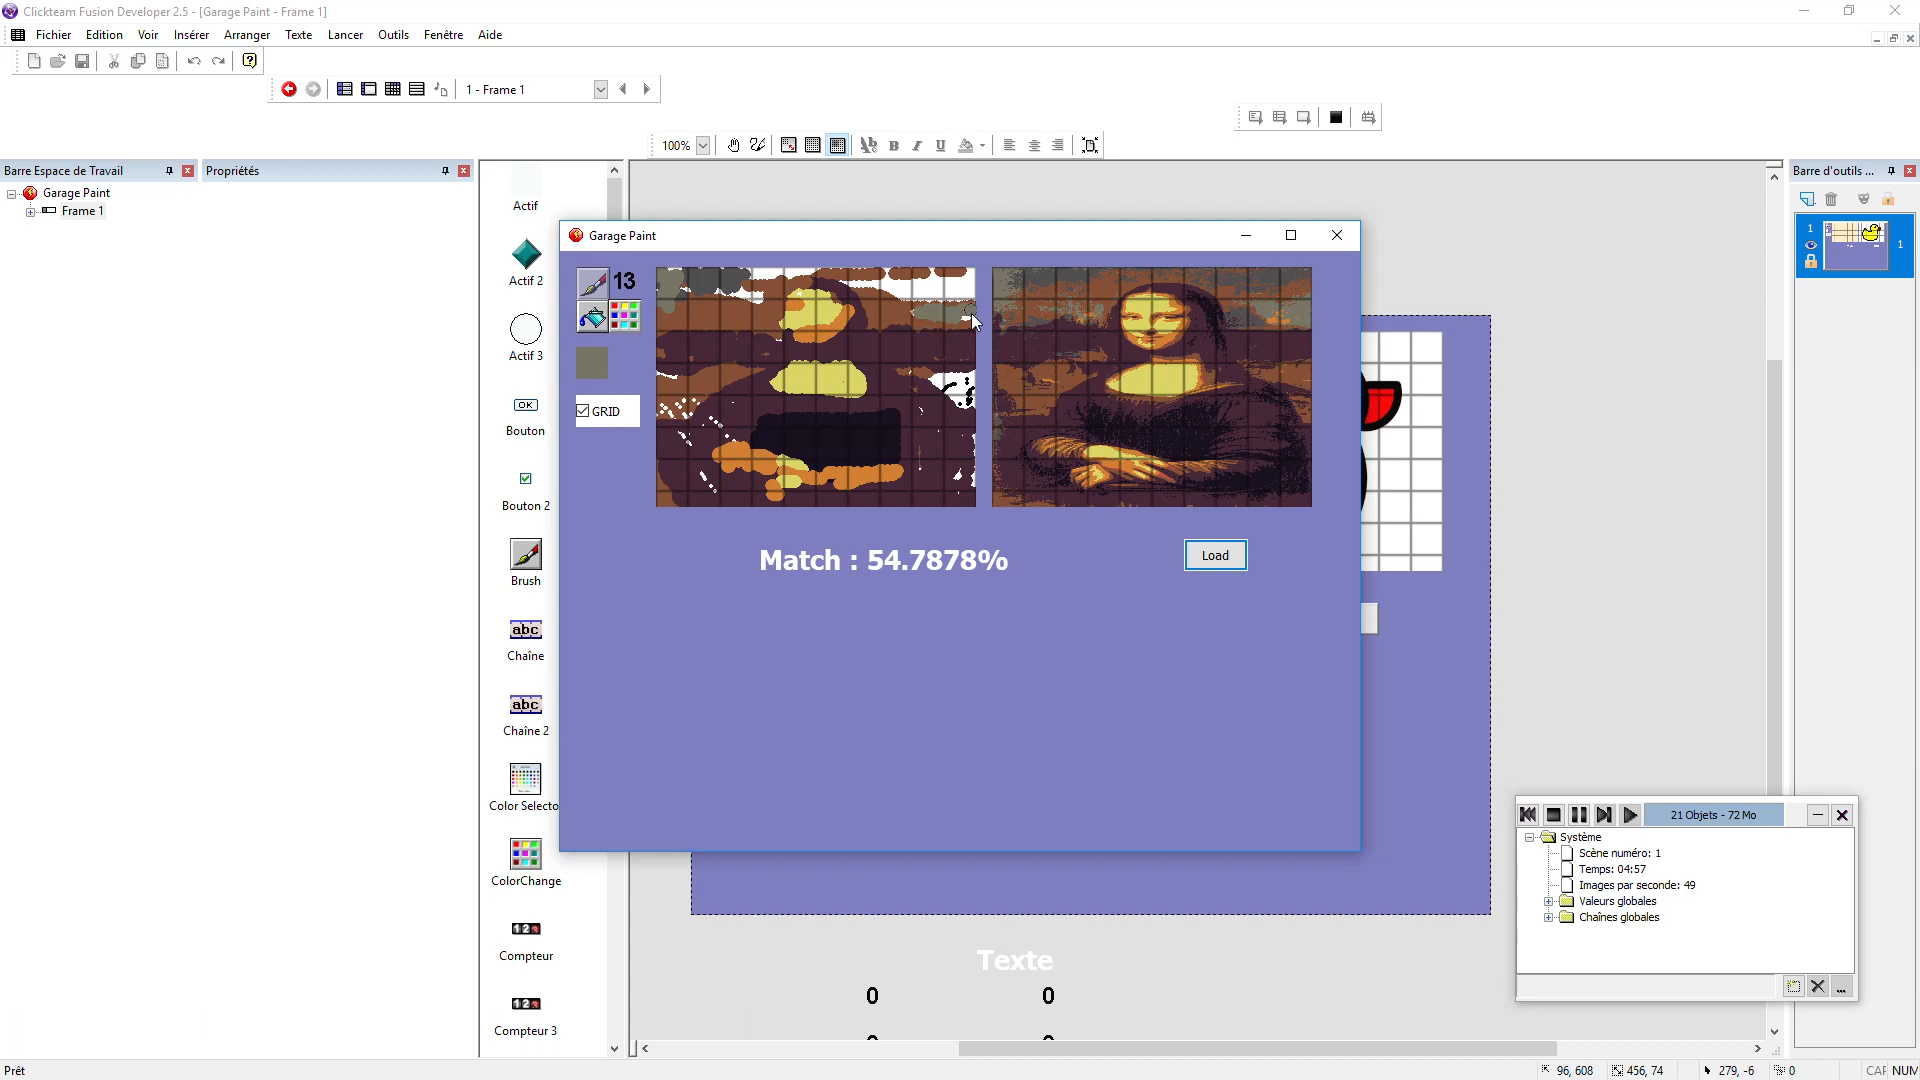 Clickteam Fusion Developer 2.5 - [Garage Paint - Frame 1]
Fichier Edition Voir Insérer Arranger Texte Lancer Outils Fenêtre Aide
1 - Frame 1
100%
Barre Espace de Travail
Propriétés
Barre d'outils ...
Garage Paint
Frame 1
Actif
Actif 2
Actif 3
OK
Bouton
Bouton 2
Brush
abc
Chaîne
abc
Chaîne 2
Color Selecto
ColorChange
123
Compteur
123
Compteur 3
Garage Paint
13
GRID
Match : 54.7878%
Load
1
1
21 Objets - 72 Mo
Système
Scène numéro: 1
Temps: 04:57
Images par seconde: 49
Valeurs globales
Chaînes globales
Texte
0 0
Prêt
96, 608
456, 74
279, -6
0
CAP NUM